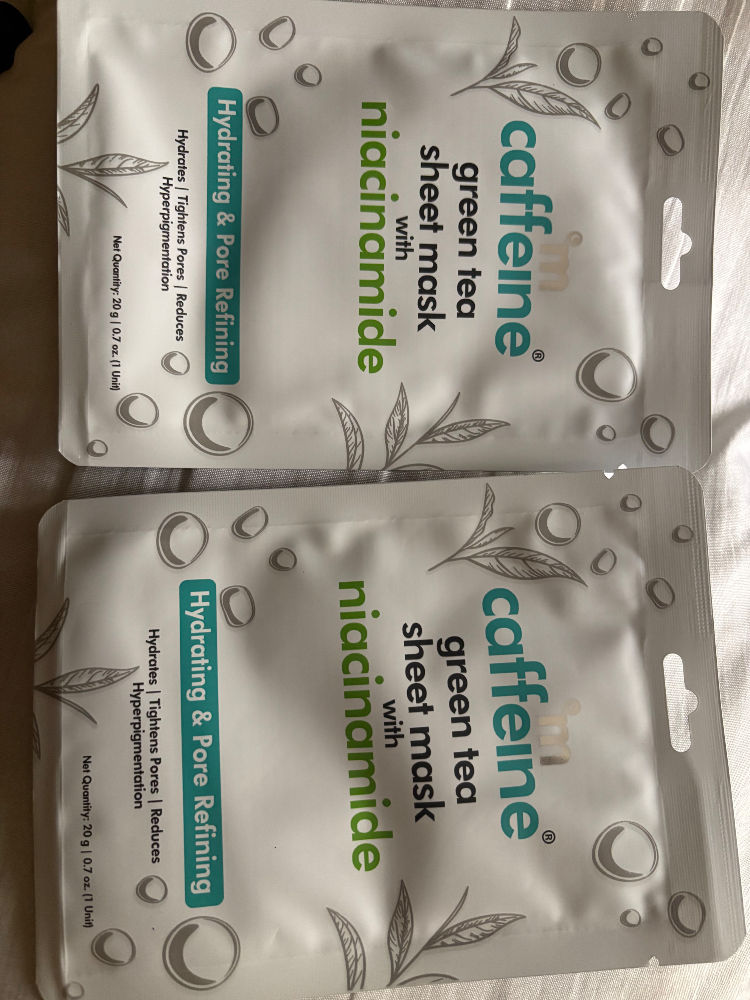 i'm
caffeine®
green tea
sheet mask
with
niacinamide
Hydrating & Pore Refining
Hydrates | Tightens Pores | Reduces
Hyperpigmentation
Net Quantity: 20 g | 0.7 oz. (1 Unit)
i'm
caffeine®
green tea
sheet mask
with
niacinamide
Hydrating & Pore Refining
Hydrates | Tightens Pores | Reduces
Hyperpigmentation
Net Quantity: 20 g | 0.7 oz. (1 Unit)